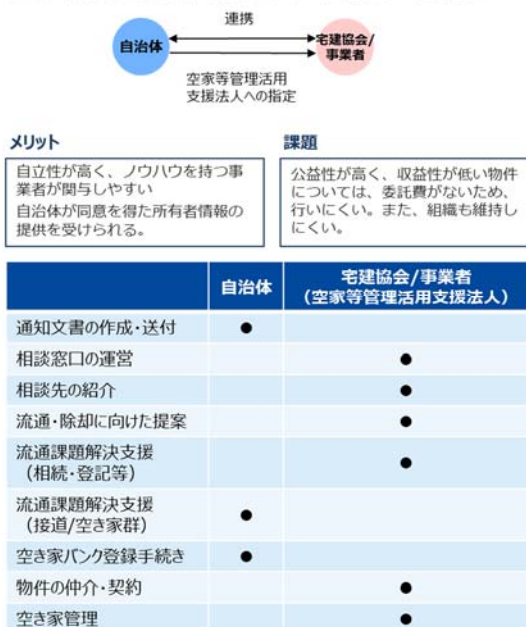 連携
自治体
宅建協会/
事業者
空家等管理活用
支援法人への指定
メリット
自立性が高く、ノウハウを持つ事
業者が関与しやすい
自治体が同意を得た所有者情報の
提供を受けられる。
課題
公益性が高く、収益性が低い物件
については、委託費がないため、
行いにくい。また、組織も維持し
にくい。
自治体
宅建協会/事業者
(空家等管理活用支援法人)
通知文書の作成・送付 ●
相談窓口の運営 ●
相談先の紹介 ●
流通・除却に向けた提案 ●
流通課題解決支援
(相続・登記等) ●
流通課題解決支援
(接道/空き家群) ●
空き家バンク登録手続き ●
物件の仲介・契約 ●
空き家管理 ●